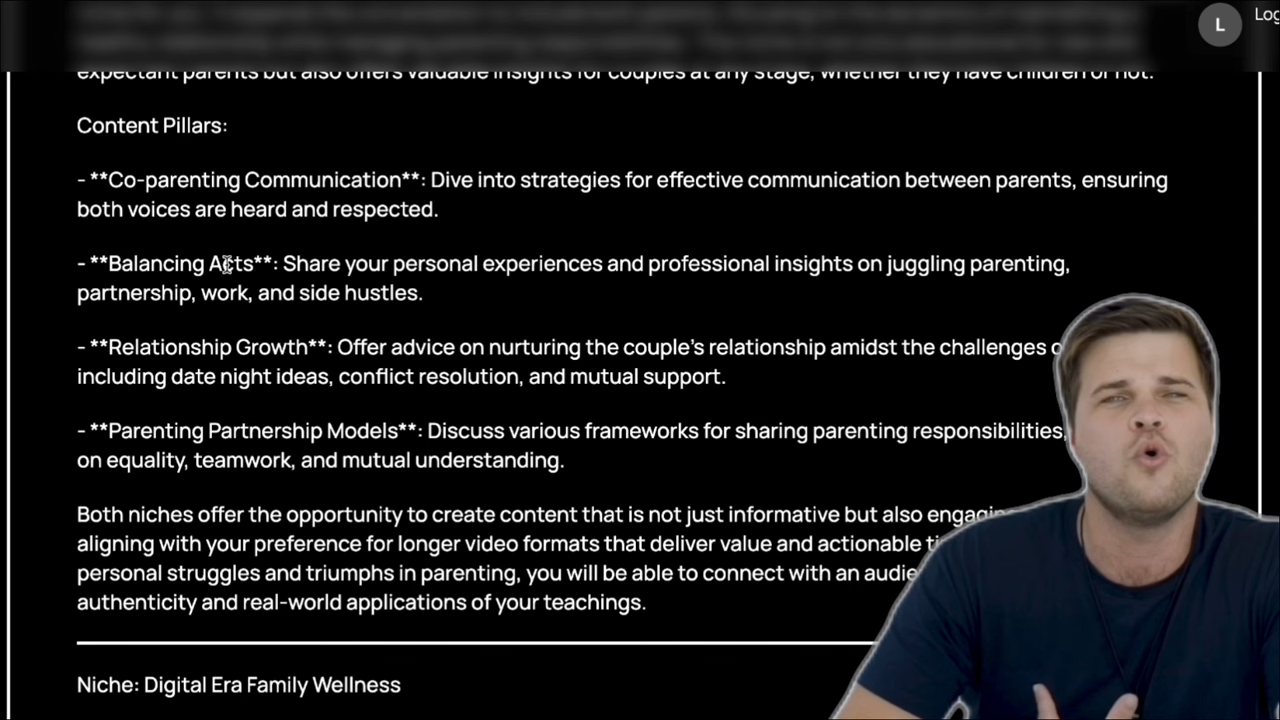 L
Log
expectant parents but also offers valuable insights for couples at any stage, whether they have children or not.
Content Pillars:
- **Co-parenting Communication**: Dive into strategies for effective communication between parents, ensuring
both voices are heard and respected.
- **Balancing Acts**: Share your personal experiences and professional insights on juggling parenting,
partnership, work, and side hustles.
- **Relationship Growth**: Offer advice on nurturing the couple's relationship amidst the challenges
including date night ideas, conflict resolution, and mutual support.
- **Parenting Partnership Models**: Discuss various frameworks for sharing parenting responsibilities,
on equality, teamwork, and mutual understanding.
Both niches offer the opportunity to create content that is not just informative but also
aligning with your preference for longer video formats that deliver value and actionable
personal struggles and triumphs in parenting, you will be able to connect with an
authenticity and real-world applications of your teachings.
Niche: Digital Era Family Wellness